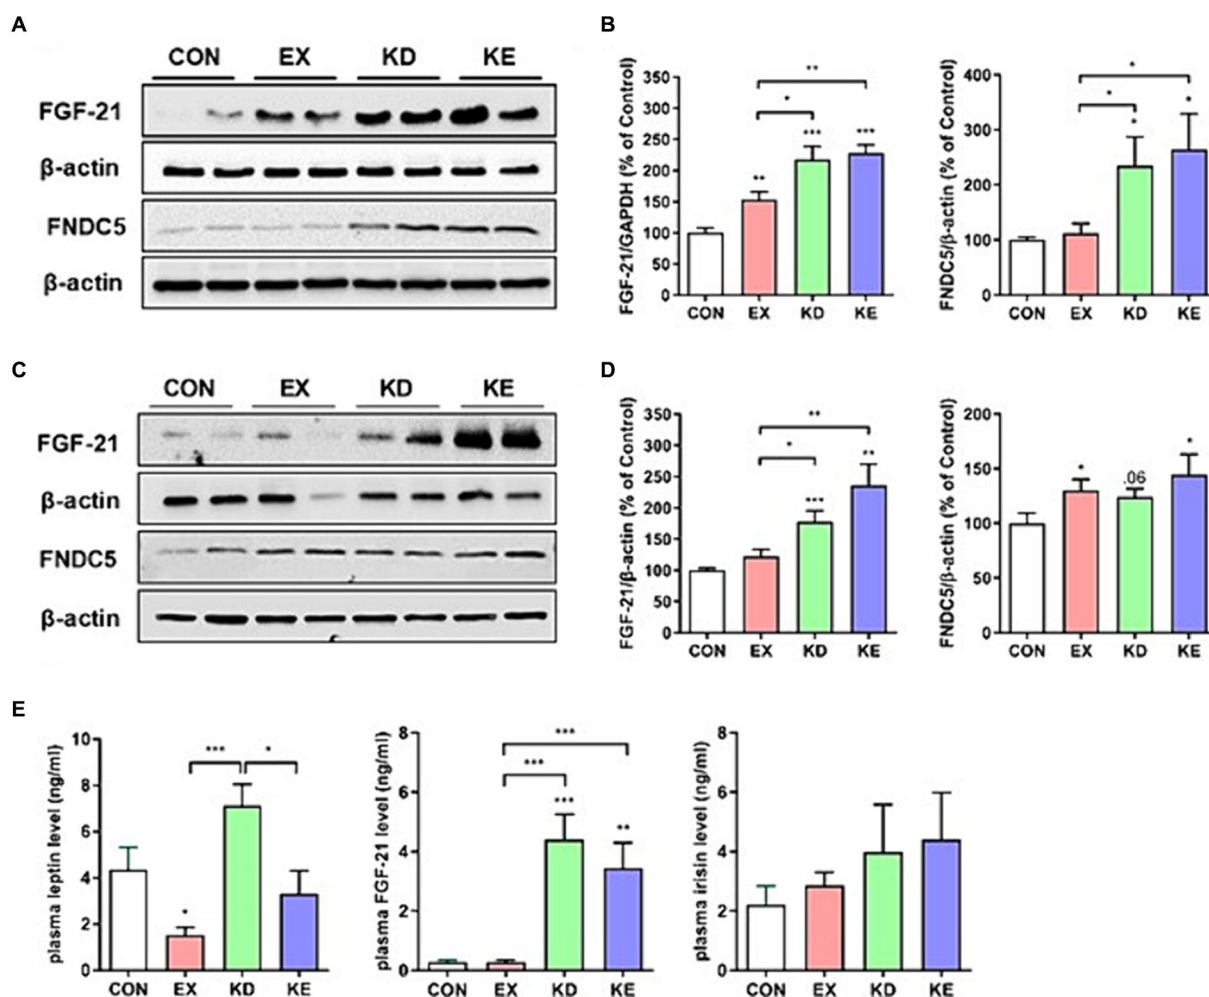 A
CON EX KD KE
FGF-21
β-actin
FNDC5
β-actin
B
FGF-21/GAPDH (% of Control)
350
300
250
200
150
100
50
0
**
*
**
***
***
CON EX KD KE
FNDC5/β-actin (% of Control)
400
300
200
100
0
*
*
*
*
CON EX KD KE
C
CON EX KD KE
FGF-21
β-actin
FNDC5
β-actin
D
FGF-21/β-actin (% of Control)
350
300
250
200
150
100
50
0
**
*
***
**
CON EX KD KE
FNDC5/β-actin (% of Control)
200
150
100
50
0
*
.06
*
CON EX KD KE
E
plasma leptin level (ng/ml)
10
8
6
4
2
0
***
*
*
CON EX KD KE
plasma FGF-21 level (ng/ml)
8
6
4
2
0
***
***
***
**
CON EX KD KE
plasma irisin level (ng/ml)
8
6
4
2
0
CON EX KD KE